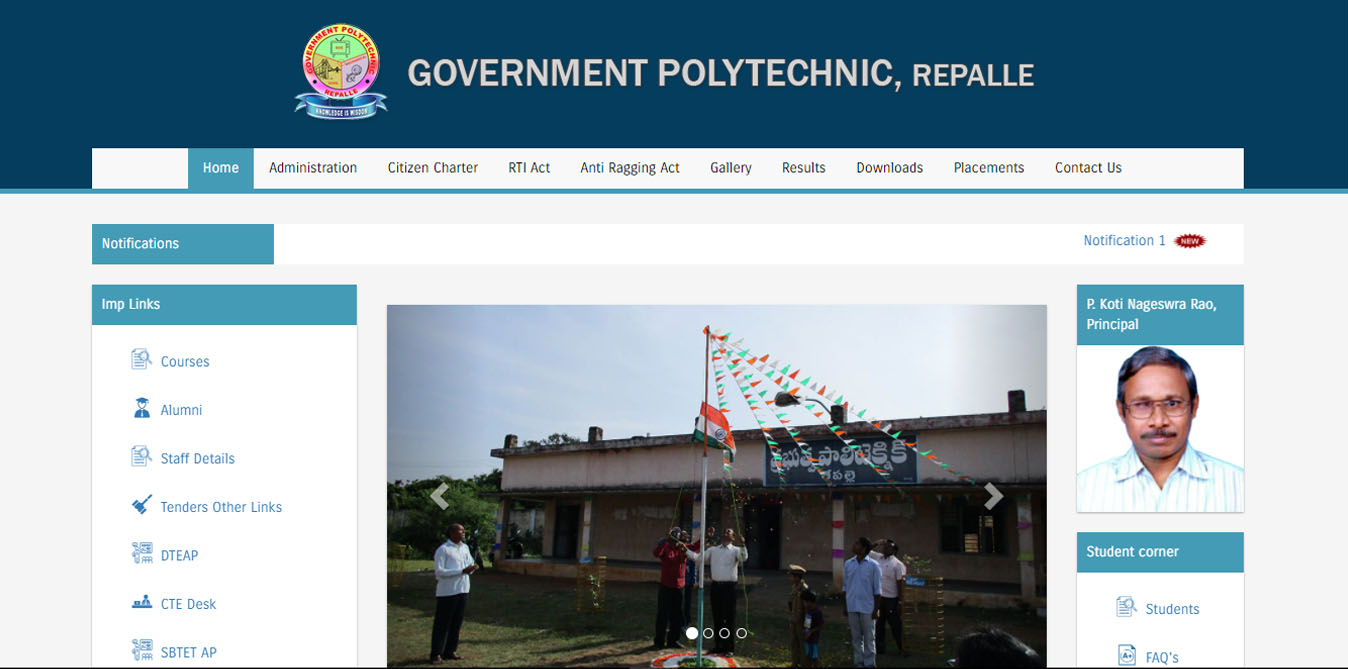 GOVERNMENT POLYTECHNIC
REPALLE
KNOWLEDGE IS WISDOM
GOVERNMENT POLYTECHNIC, REPALLE
Home
Administration
Citizen Charter
RTI Act
Anti Ragging Act
Gallery
Results
Downloads
Placements
Contact Us
Notifications
Notification 1
NEW
Imp Links
Courses
Alumni
Staff Details
Tenders Other Links
DTEAP
CTE Desk
SBTET AP
పాలిటెక్నిక్
P. Koti Nageswra Rao,
Principal
Student corner
Students
A+
FAQ's